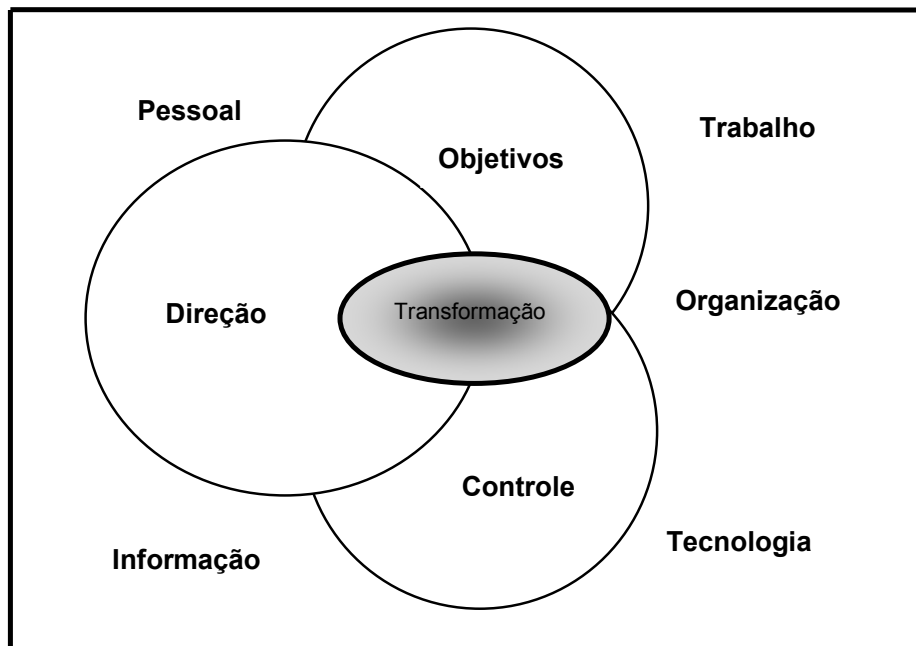 Pessoal
Trabalho
Objetivos
Organização
Direção
Transformação
Controle
Tecnologia
Informação